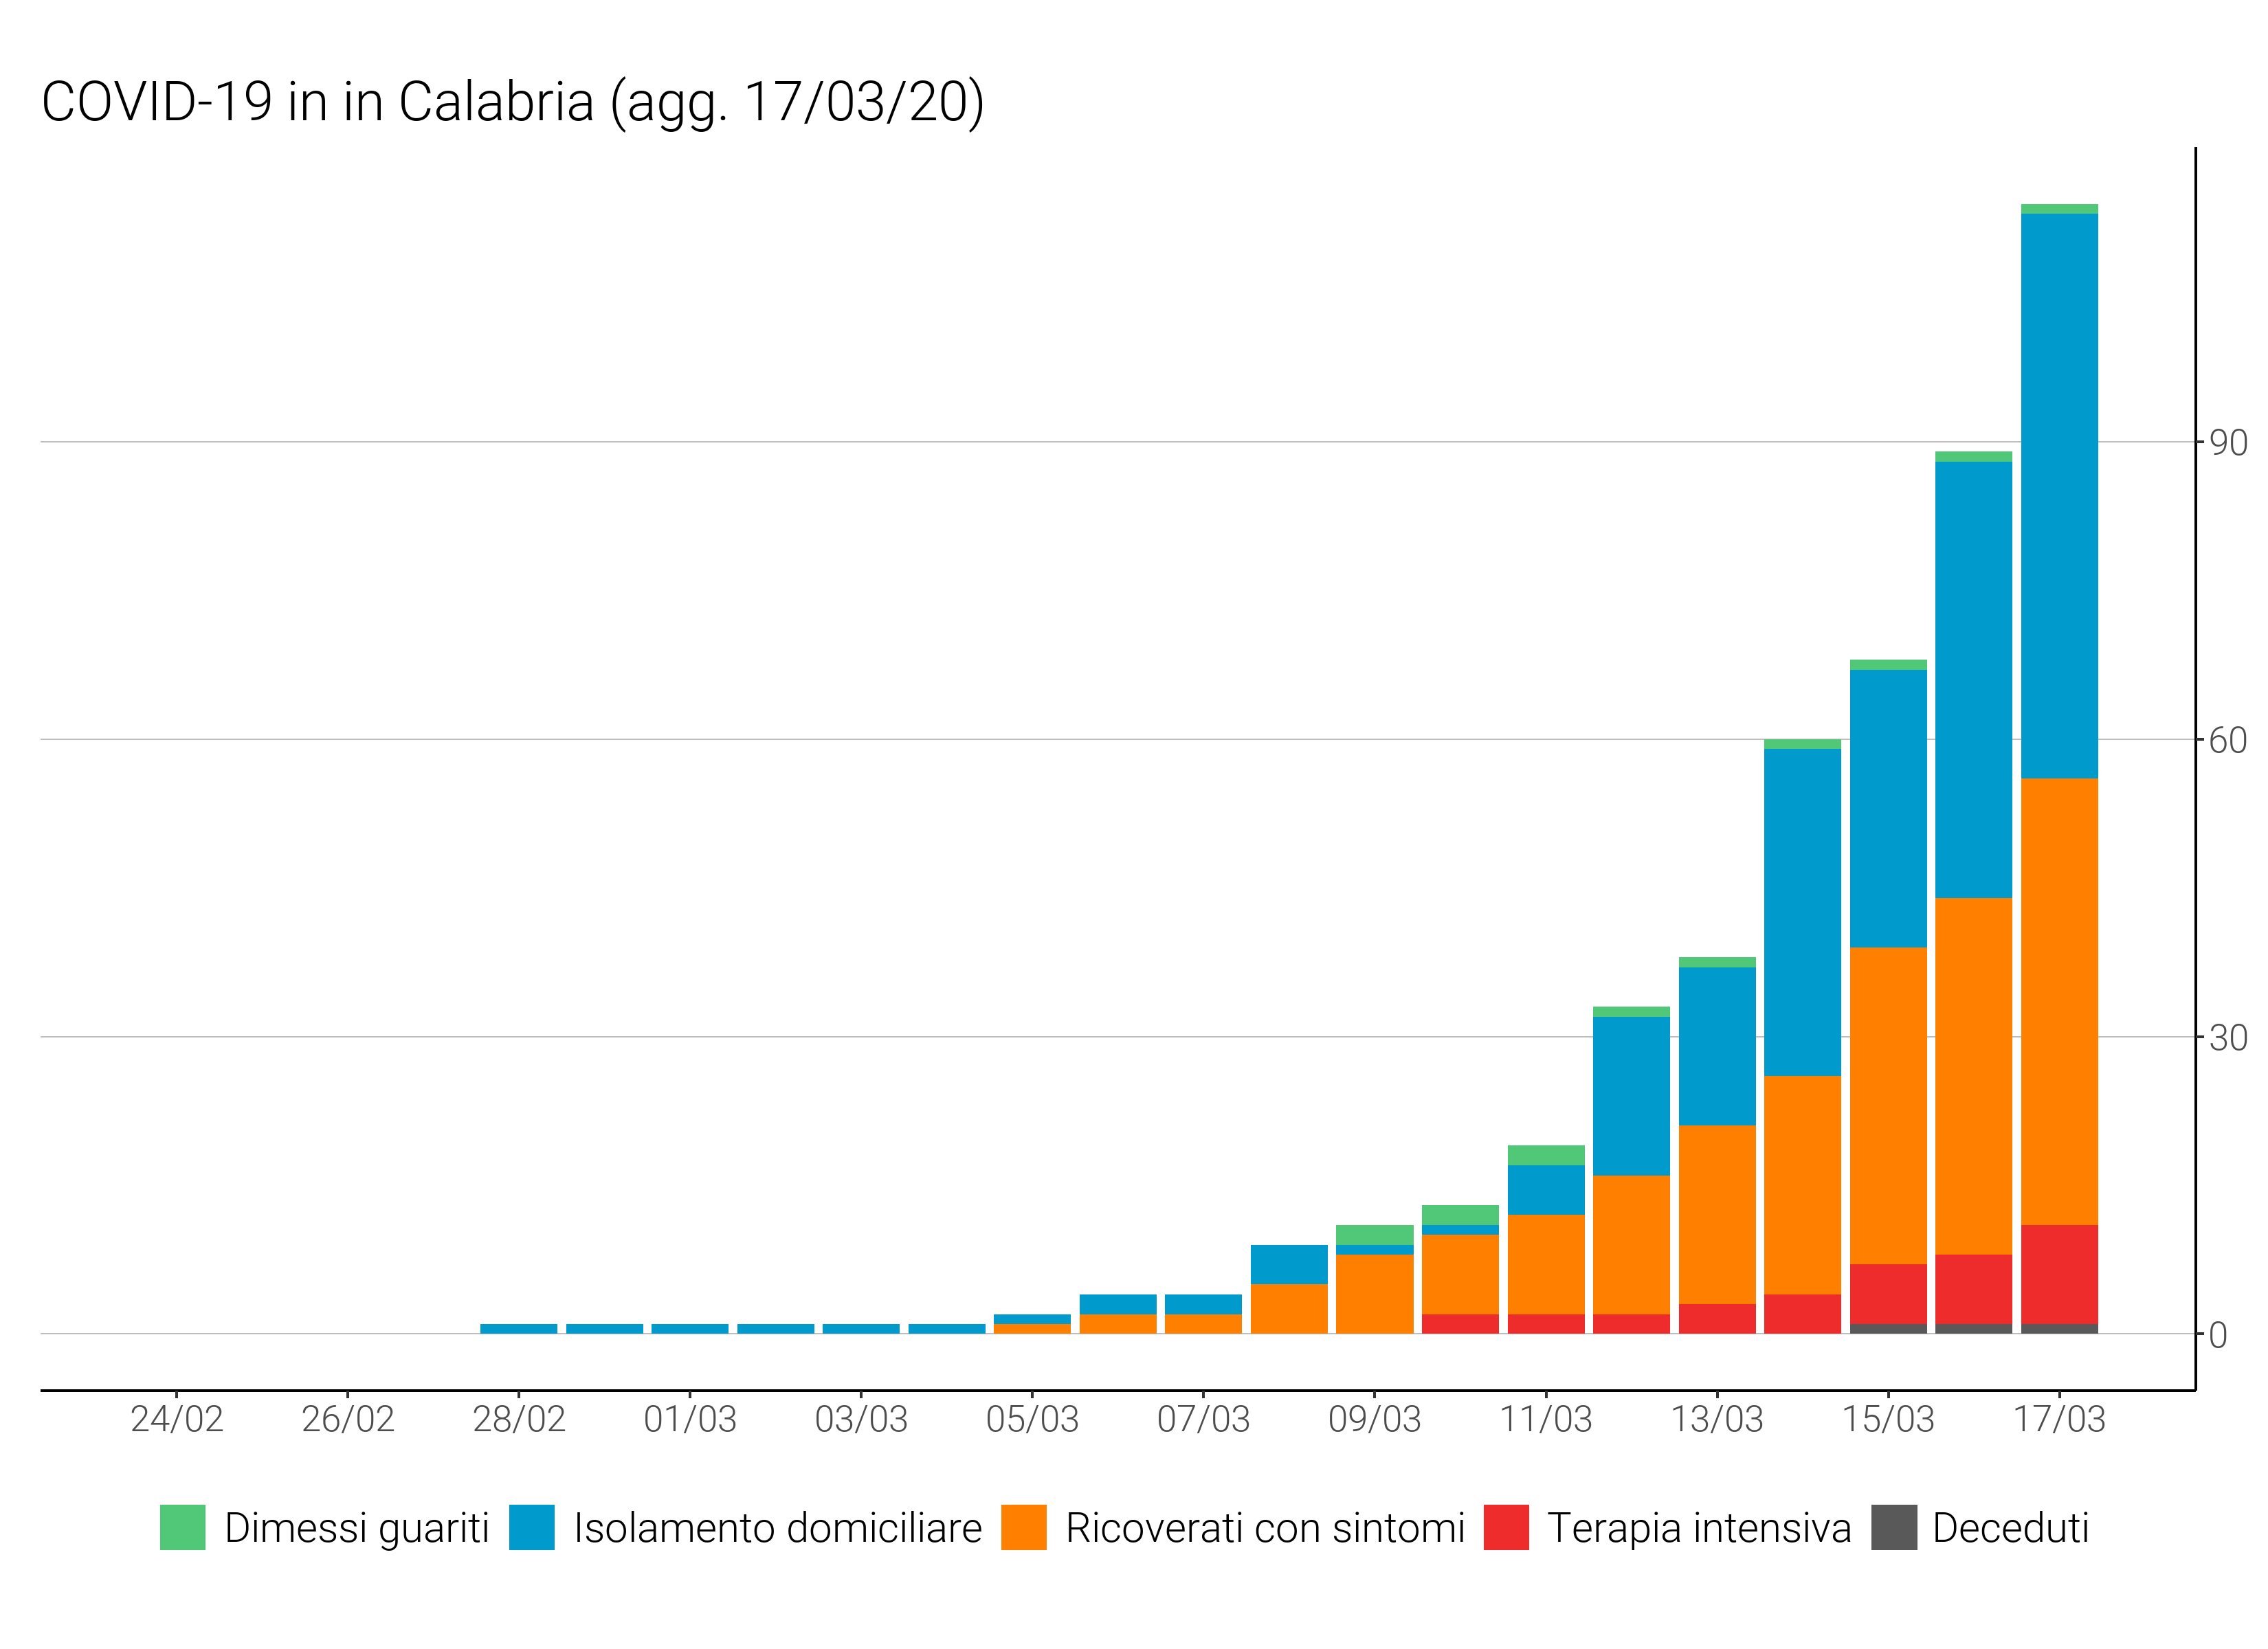 COVID-19 in in Calabria (agg. 17/03/20)
90
60
30
0
24/02 26/02 28/02 01/03 03/03 05/03 07/03 09/03 11/03 13/03 15/03 17/03
Dimessi guariti Isolamento domiciliare Ricoverati con sintomi Terapia intensiva Deceduti